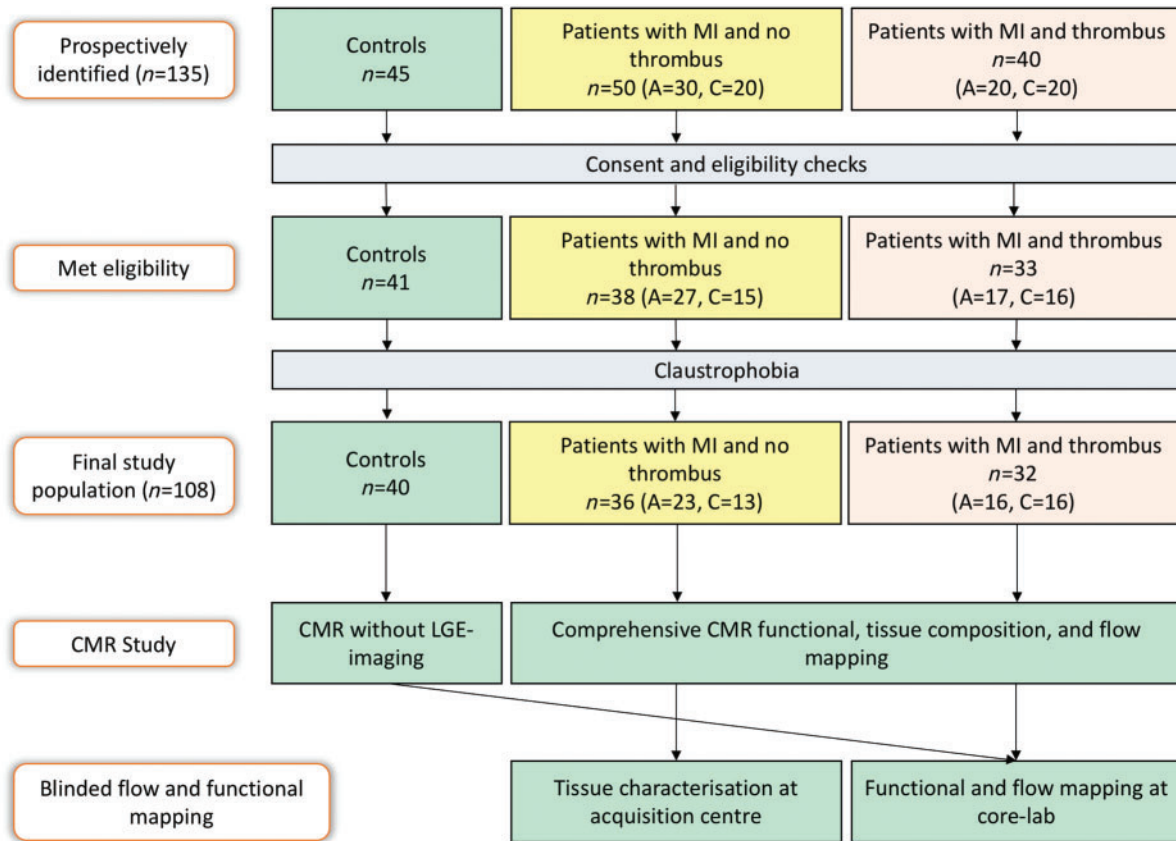 Prospectively
identified (n=135)
Controls
n=45
Patients with MI and no
thrombus
n=50 (A=30, C=20)
Patients with MI and thrombus
n=40
(A=20, C=20)
Consent and eligibility checks
Met eligibility
Controls
n=41
Patients with MI and no
thrombus
n=38 (A=27, C=15)
Patients with MI and thrombus
n=33
(A=17, C=16)
Claustrophobia
Final study
population (n=108)
Controls
n=40
Patients with MI and no
thrombus
n=36 (A=23, C=13)
Patients with MI and thrombus
n=32
(A=16, C=16)
CMR Study
CMR without LGE-
imaging
Comprehensive CMR functional, tissue composition, and flow
mapping
Blinded flow and functional
mapping
Tissue characterisation at
acquisition centre
Functional and flow mapping at
core-lab